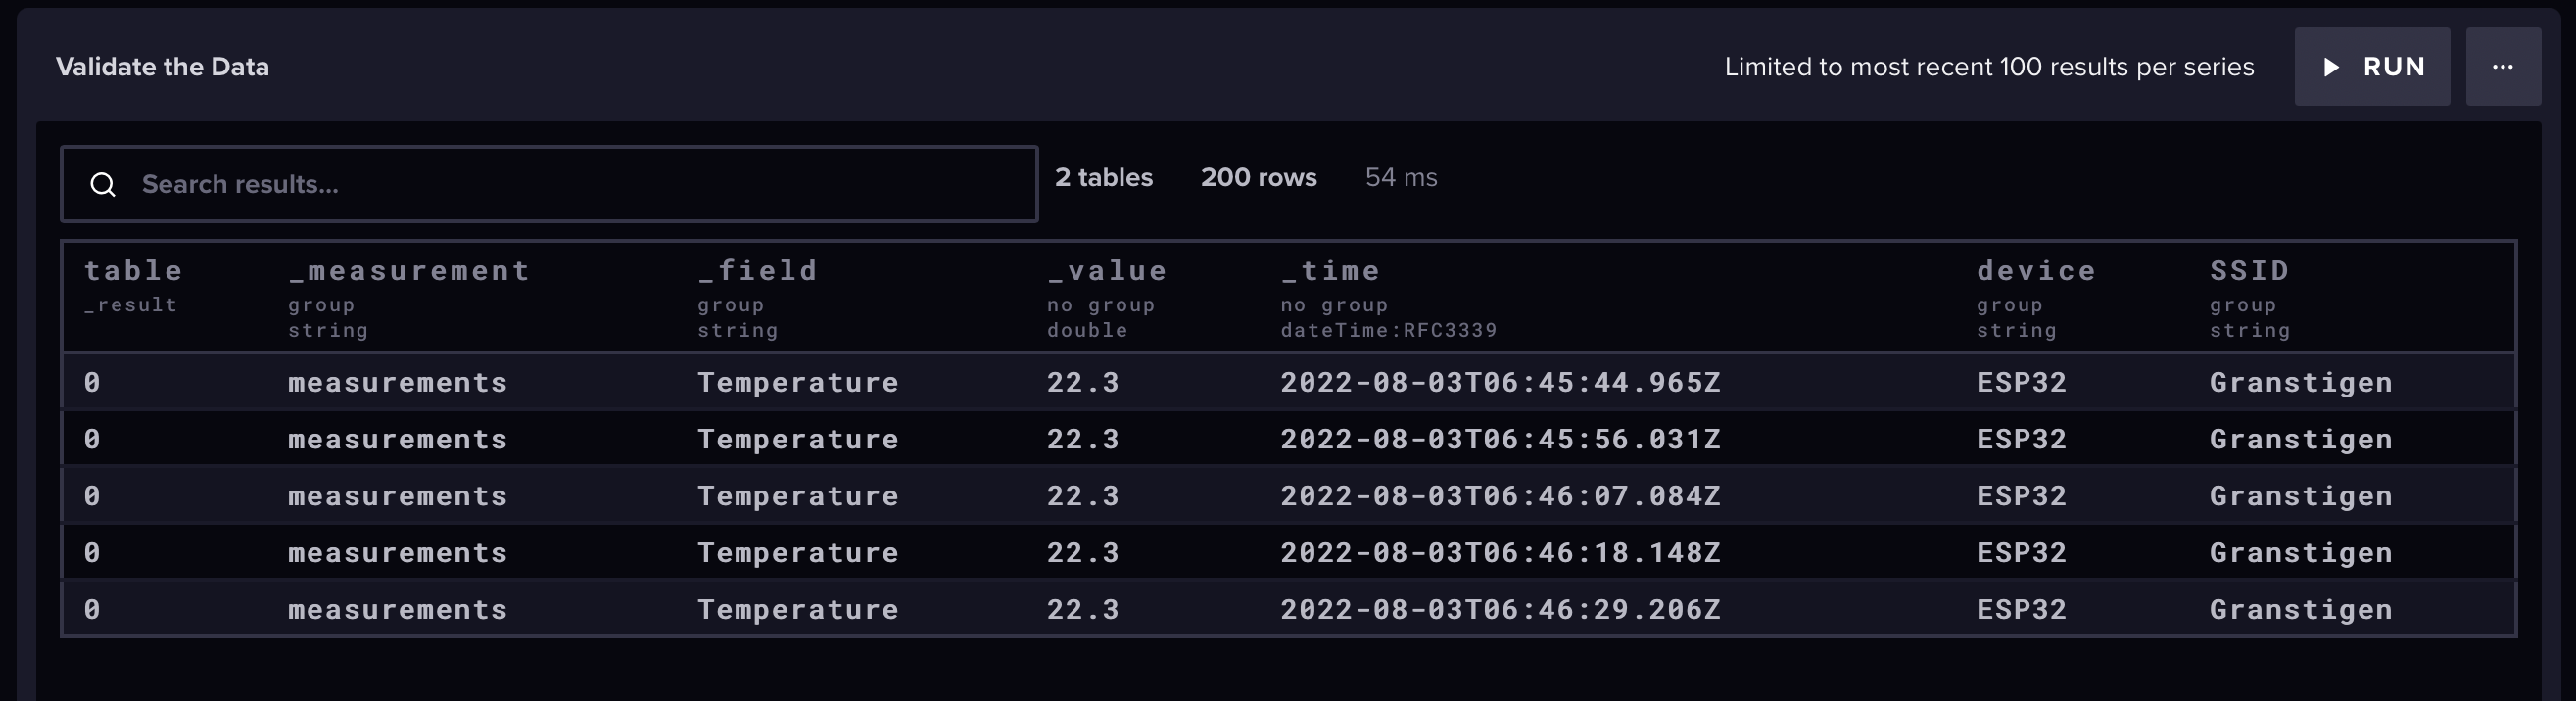 Validate the Data Limited to most recent 100 results per series RUN ...
Search results... 2 tables 200 rows 54 ms
table _measurement _field _value _time device SSID
_result group group no group no group group group
string string double dateTime:RFC3339 string string
0 measurements Temperature 22.3 2022-08-03T06:45:44.965Z ESP32 Granstigen
0 measurements Temperature 22.3 2022-08-03T06:45:56.031Z ESP32 Granstigen
0 measurements Temperature 22.3 2022-08-03T06:46:07.084Z ESP32 Granstigen
0 measurements Temperature 22.3 2022-08-03T06:46:18.148Z ESP32 Granstigen
0 measurements Temperature 22.3 2022-08-03T06:46:29.206Z ESP32 Granstigen